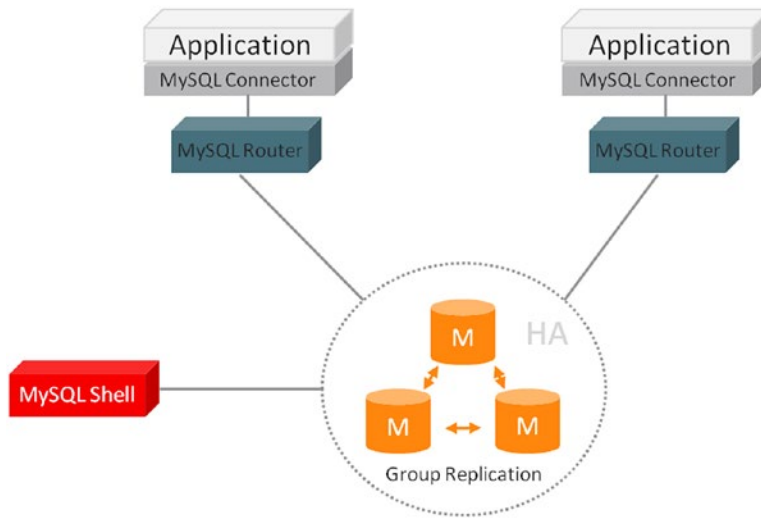 Application
MySQL Connector
MySQL Router
Application
MySQL Connector
MySQL Router
HA
M
MySQL Shell
M
M
Group Replication